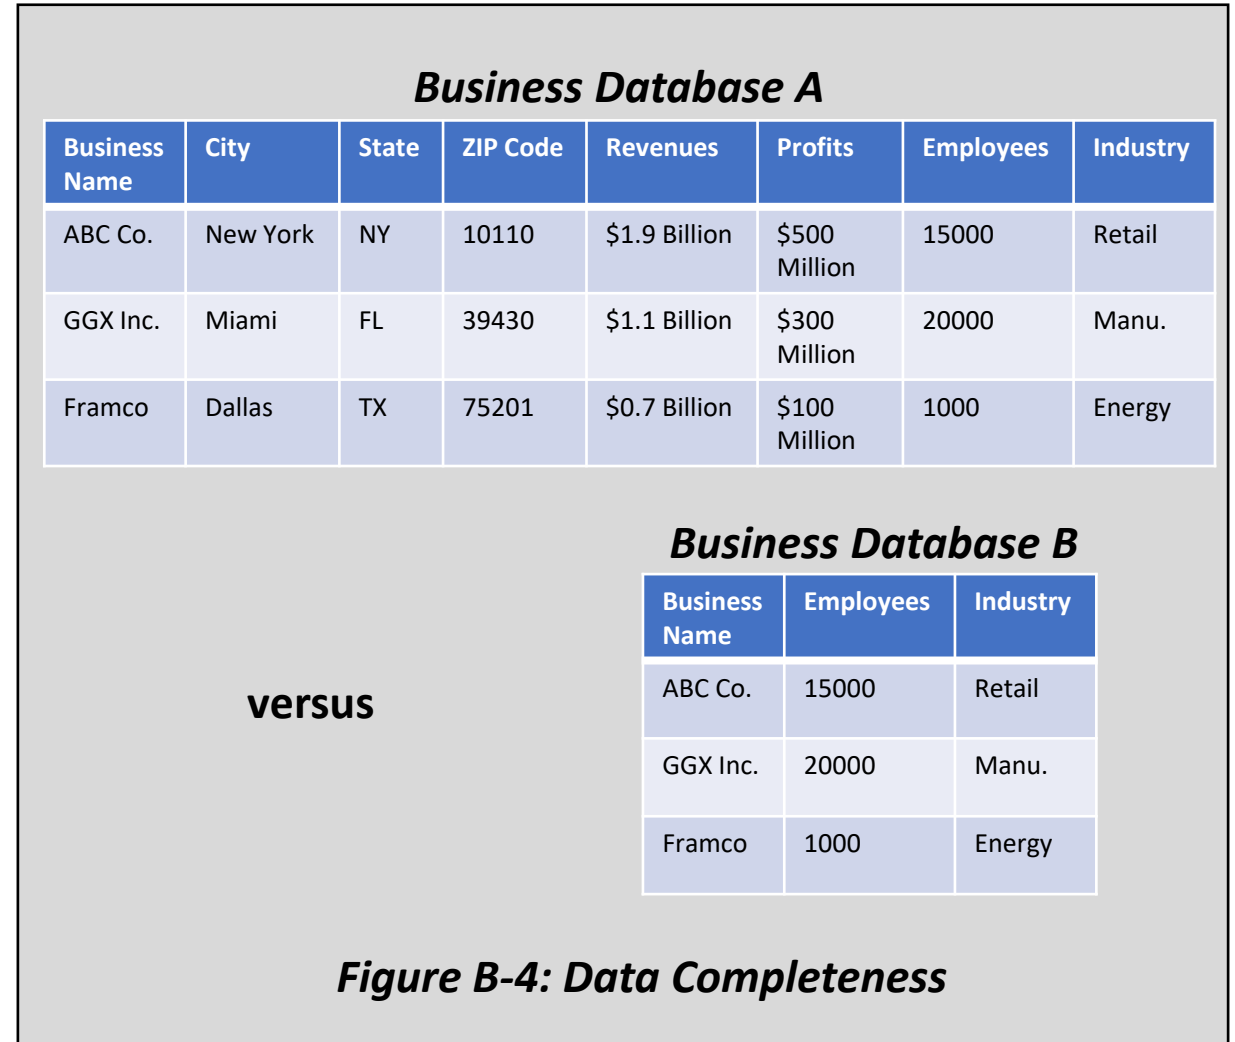 Business Database A
Business Name City State ZIP Code Revenues Profits Employees Industry
ABC Co. New York NY 10110 $1.9 Billion $500 Million 15000 Retail
GGX Inc. Miami FL 39430 $1.1 Billion $300 Million 20000 Manu.
Framco Dallas TX 75201 $0.7 Billion $100 Million 1000 Energy
versus
Business Database B
Business Name Employees Industry
ABC Co. 15000 Retail
GGX Inc. 20000 Manu.
Framco 1000 Energy
Figure B-4: Data Completeness